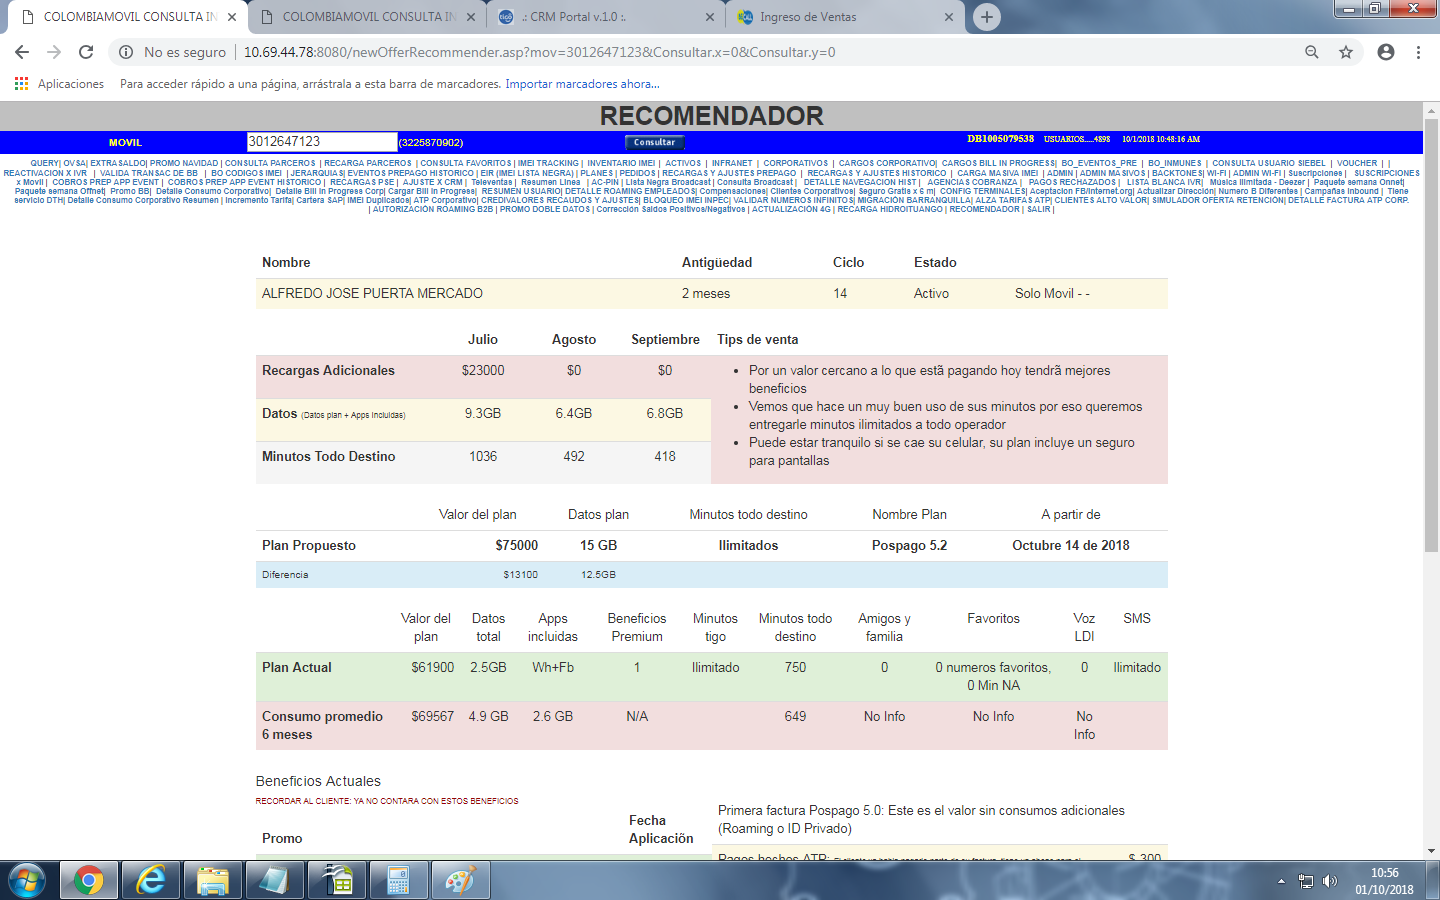 COLOMBIAMOVIL CONSULTA IN
COLOMBIAMOVIL CONSULTA IN
.: CRM Portal v.1.0 :.
Ingreso de Ventas
No es seguro | 10.69.44.78:8080/newOfferRecommender.asp?mov=3012647123&Consultar.x=0&Consultar.y=0
Aplicaciones Para acceder rápido a una página, arrástrala a esta barra de marcadores. Importar marcadores ahora...
RECOMENDADOR
MOVIL 3012647123 (3225870902) Consultar DB1005079538 USUARIOS.....4898 10/1/2018 10:48:16 AM
QUERY| OVSA| EXTRASALDO| PROMO NAVIDAD | CONSULTA PARCEROS | RECARGA PARCEROS | CONSULTA FAVORITOS | IMEI TRACKING | INVENTARIO IMEI | ACTIVOS | INFRANET | CORPORATIVOS | CARGOS CORPORATIVO| CARGOS BILL IN PROGRESS| BO_EVENTOS_PRE | BO_INMUNES | CONSULTA USUARIO SIEBEL | VOUCHER | |
REACTIVACION X IVR | VALIDA TRANSAC DE BB | BO CODIGOS IMEI | JERARQUIAS| EVENTOS PREPAGO HISTORICO | EIR (IMEI LISTA NEGRA) | PLANES | PEDIDOS | RECARGAS Y AJUSTES PREPAGO | RECARGAS Y AJUSTES HISTORICO | CARGA MASIVA IMEI | ADMIN | ADMIN MASIVOS | BACKTONES| WI-FI | ADMIN WI-FI | Suscripciones | SUSCRIPCIONES
x Movil | COBROS PREP APP EVENT | COBROS PREP APP EVENT HISTORICO | RECARGAS PSE | AJUSTE X CRM | Televentas | Resumen Linea | AC-PIN | Lista Negra Broadcast | Consulta Broadcast | DETALLE NAVEGACION HIST | AGENCIAS COBRANZA | PAGOS RECHAZADOS | LISTA BLANCA IVR| Musica Ilimitada - Deezer | Paquete semana Onnet|
Paquete semana Offnet| Promo BB| Detalle Consumo Corporativo| Detalle Bill In Progress Corp| Cargar Bill In Progress| RESUMEN USUARIO| DETALLE ROAMING EMPLEADOS| Compensaciones| Clientes Corporativos| Seguro Gratis x 6 m| CONFIG TERMINALES| Aceptacion FB/Internet.org| Actualizar Dirección| Numero B Diferentes | Campañas Inbound | Tiene
servicio DTH| Detalle Consumo Corporativo Resumen | Incremento Tarifa| Cartera SAP| IMEI Duplicados| ATP Corporativo| CREDIVALORES RECAUDOS Y AJUSTES| BLOQUEO IMEI INPEC| VALIDAR NUMEROS INFINITOS| MIGRACIÓN BARRANQUILLA| ALZA TARIFAS ATP| CLIENTES ALTO VALOR| SIMULADOR OFERTA RETENCIÓN| DETALLE FACTURA ATP CORP.
| AUTORIZACIÓN ROAMING B2B | PROMO DOBLE DATOS | Corrección Saldos Positivos/Negativos | ACTUALIZACIÓN 4G | RECARGA HIDROITUANGO | RECOMENDADOR | SALIR |
Nombre Antigüedad Ciclo Estado
ALFREDO JOSE PUERTA MERCADO 2 meses 14 Activo Solo Movil - -
Julio Agosto Septiembre Tips de venta
Recargas Adicionales $23000 $0 $0
Datos (Datos plan + Apps Incluidas) 9.3GB 6.4GB 6.8GB
Minutos Todo Destino 1036 492 418
• Por un valor cercano a lo que estã pagando hoy tendrã mejores
beneficios
• Vemos que hace un muy buen uso de sus minutos por eso queremos
entregarle minutos ilimitados a todo operador
• Puede estar tranquilo si se cae su celular, su plan incluye un seguro
para pantallas
Valor del plan Datos plan Minutos todo destino Nombre Plan A partir de
Plan Propuesto $75000 15 GB Ilimitados Pospago 5.2 Octubre 14 de 2018
Diferencia $13100 12.5GB
Valor del plan Datos total Apps incluidas Beneficios Premium Minutos tigo Minutos todo destino Amigos y familia Favoritos Voz LDI SMS
Plan Actual $61900 2.5GB Wh+Fb 1 Ilimitado 750 0 0 numeros favoritos, 0 Min NA 0 Ilimitado
Consumo promedio 6 meses $69567 4.9 GB 2.6 GB N/A 649 No Info No Info No Info
Beneficios Actuales
RECORDAR AL CLIENTE: YA NO CONTARA CON ESTOS BENEFICIOS
Promo Fecha Aplicación
Primera factura Pospago 5.0: Este es el valor sin consumos adicionales
(Roaming o ID Privado)
Pagos hechos ATP: $ 300
10:56
01/10/2018